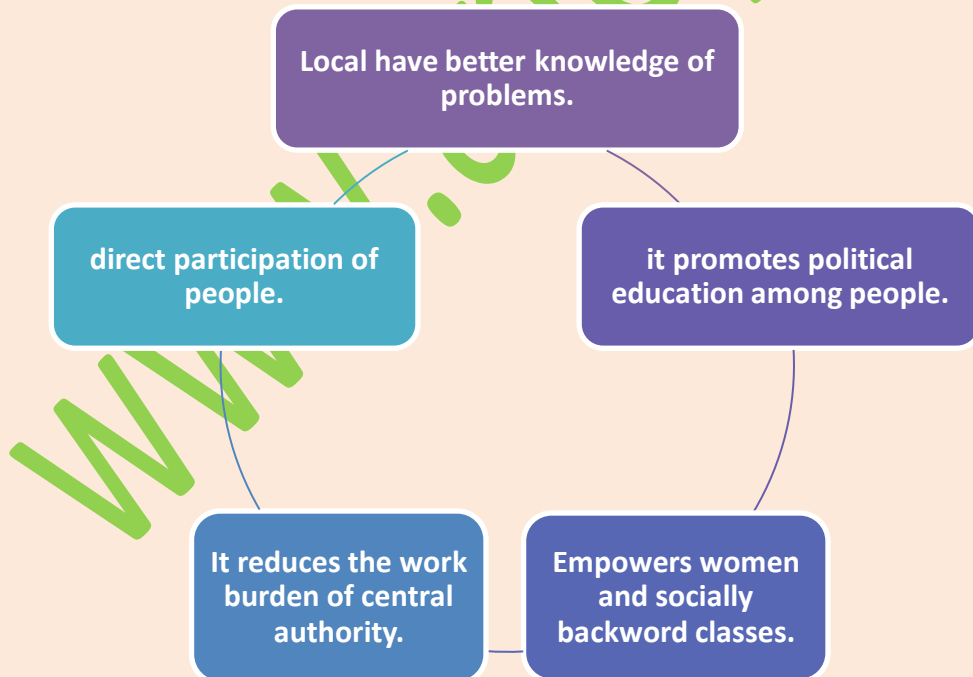 Local have better knowledge of
problems.
it promotes political
education among people.
Empowers women
and socially
backword classes.
It reduces the work
burden of central
authority.
direct participation of
people.